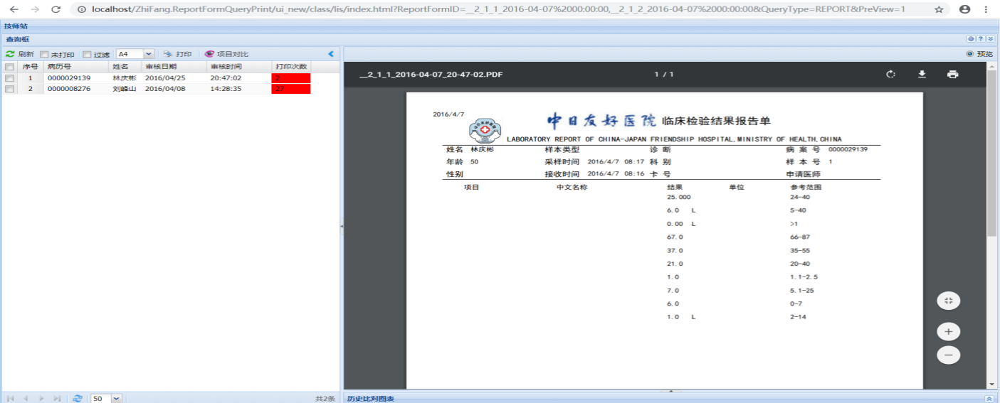 localhost/ZhiFang.ReportFormQueryPrint/ui_new/class/lis/index.html?ReportFormID=__2_1_1_2016-04-07%2000:00:00,__2_1_2_2016-04-07%2000:00:00&QueryType=REPORT&PreView=1
技师站
查询框
刷新 未打印 过滤 A4 打印 项目对比 预览
序号 病历号 姓名 审核日期 审核时间 打印次数
1 0000029139 林庆彬 2016/04/25 20:47:02 2
2 0000008276 刘峰山 2016/04/08 14:28:35 27
__2_1_1_2016-04-07_20-47-02.PDF 1 / 1
2016/4/7
中日友好医院 临床检验结果报告单
LABORATORY REPORT OF CHINA-JAPAN FRIENDSHIP HOSPITAL,MINISTRY OF HEALTH,CHINA
姓名 林庆彬 样本类型 诊 断 病 案 号 0000029139
年龄 50 采样时间 2016/4/7 08:17 科 别 样 本 号 1
性别 接收时间 2016/4/7 08:16 卡 号 申请医师
项目 中文名称 结果 单位 参考范围
25.000 24-40
6.0 L 5-40
0.00 L >1
67.0 66-87
37.0 35-55
21.0 20-40
1.0 1.1-2.5
7.0 5.1-25
6.0 0-7
1.0 L 2-14
50 共2条 历史比对图表